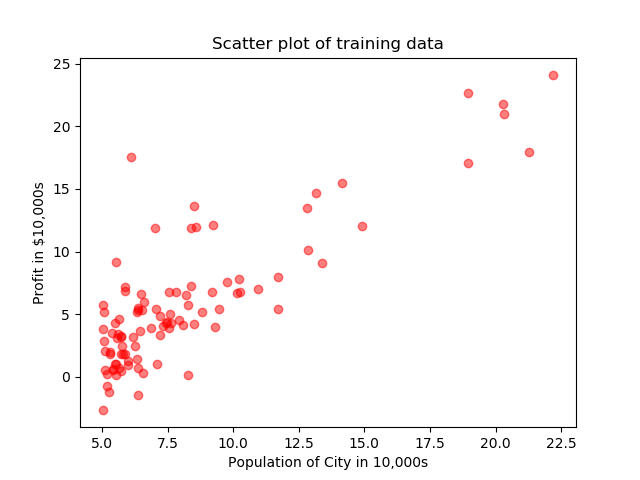 Scatter plot of training data
25
20
15
10
5
0
Profit in $10,000s
5.0 7.5 10.0 12.5 15.0 17.5 20.0 22.5
Population of City in 10,000s